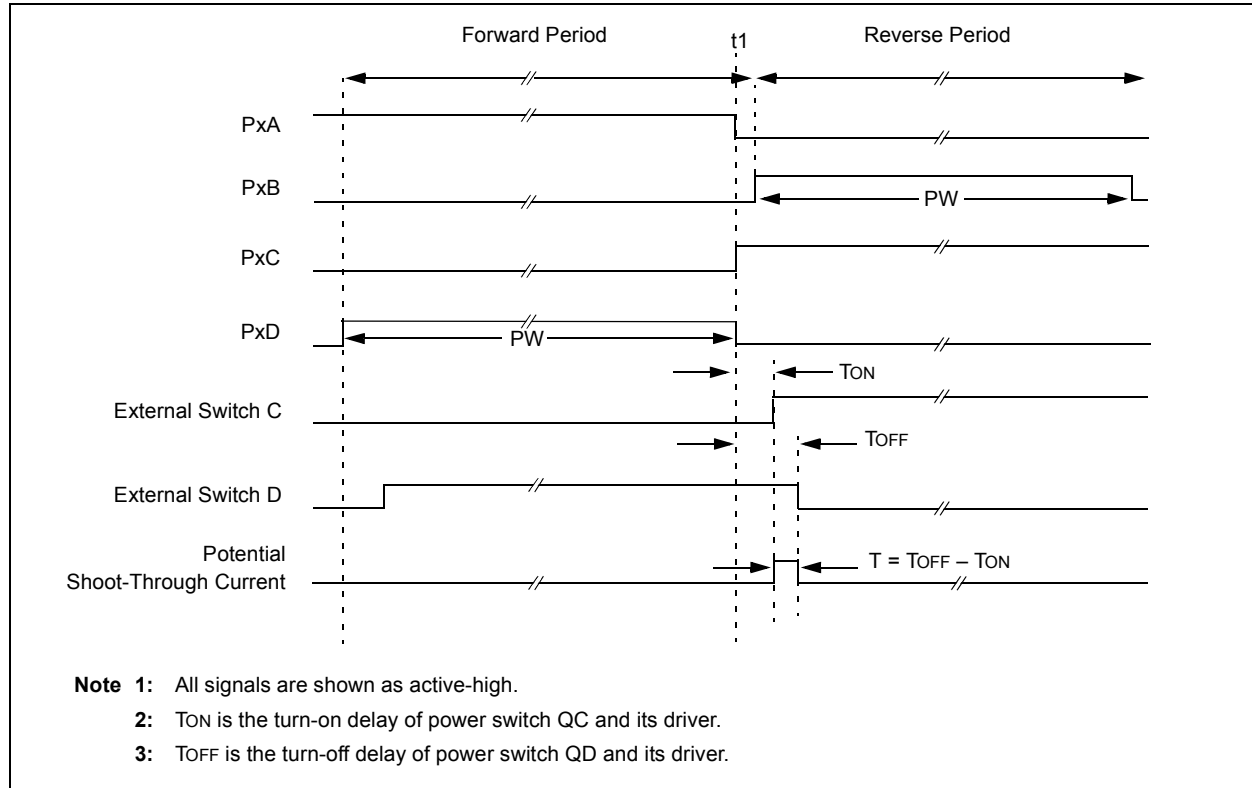 Forward Period
t1
Reverse Period
PxA
PxB
PW
PxC
PxD
PW
TON
External Switch C
TOFF
External Switch D
Potential
Shoot-Through Current
T = TOFF – TON
Note 1: All signals are shown as active-high.
2: TON is the turn-on delay of power switch QC and its driver.
3: TOFF is the turn-off delay of power switch QD and its driver.